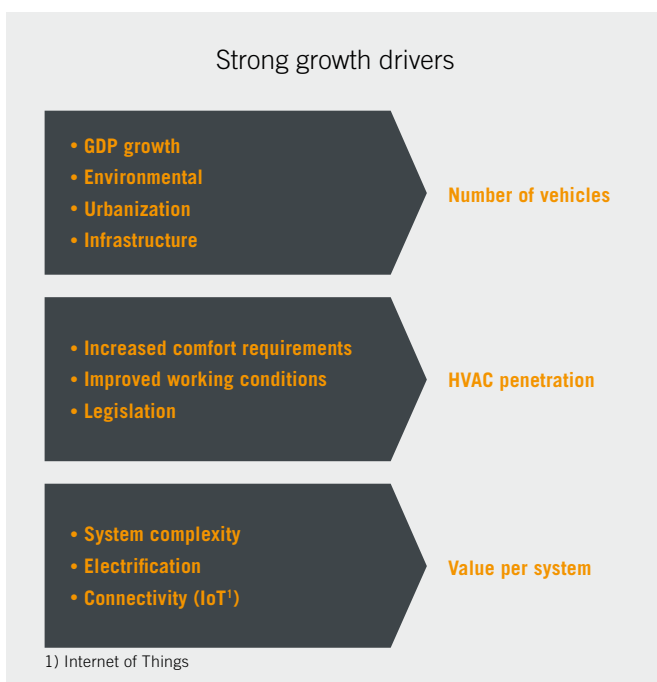 Strong growth drivers
• GDP growth
• Environmental
• Urbanization
• Infrastructure
Number of vehicles
• Increased comfort requirements
• Improved working conditions
• Legislation
HVAC penetration
• System complexity
• Electrification
• Connectivity (IoT¹)
Value per system
1) Internet of Things